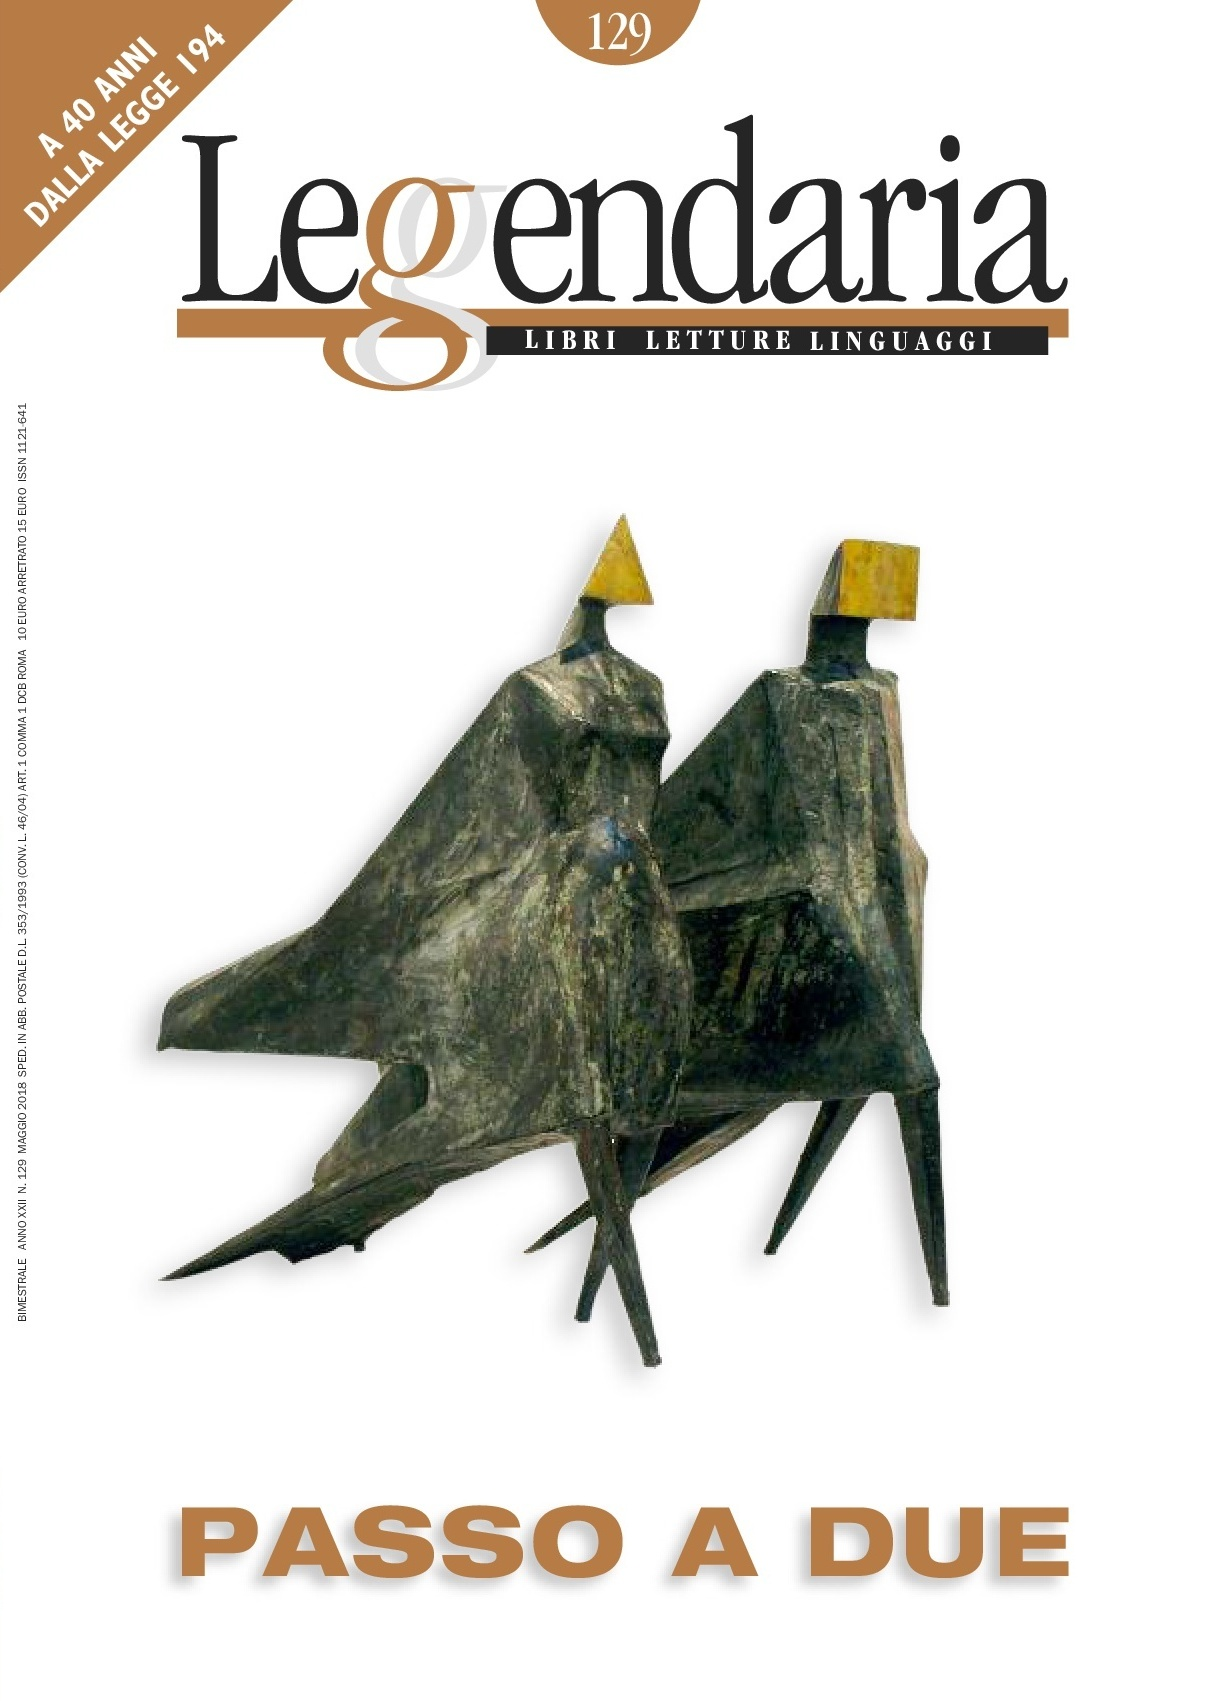 A 40 ANNI
DALLA LEGGE 194
129
Leggendaria
LIBRI LETTURE LINGUAGGI
BIMESTRALE ANNO XXII N. 129 MAGGIO 2018 SPED. IN ABB. POSTALE D.L. 353/1993 (CONV. L. 46/04) ART. 1 COMMA 1 DCB ROMA 10 EURO ARRETRATO 15 EURO ISSN 1121-641
PASSO A DUE